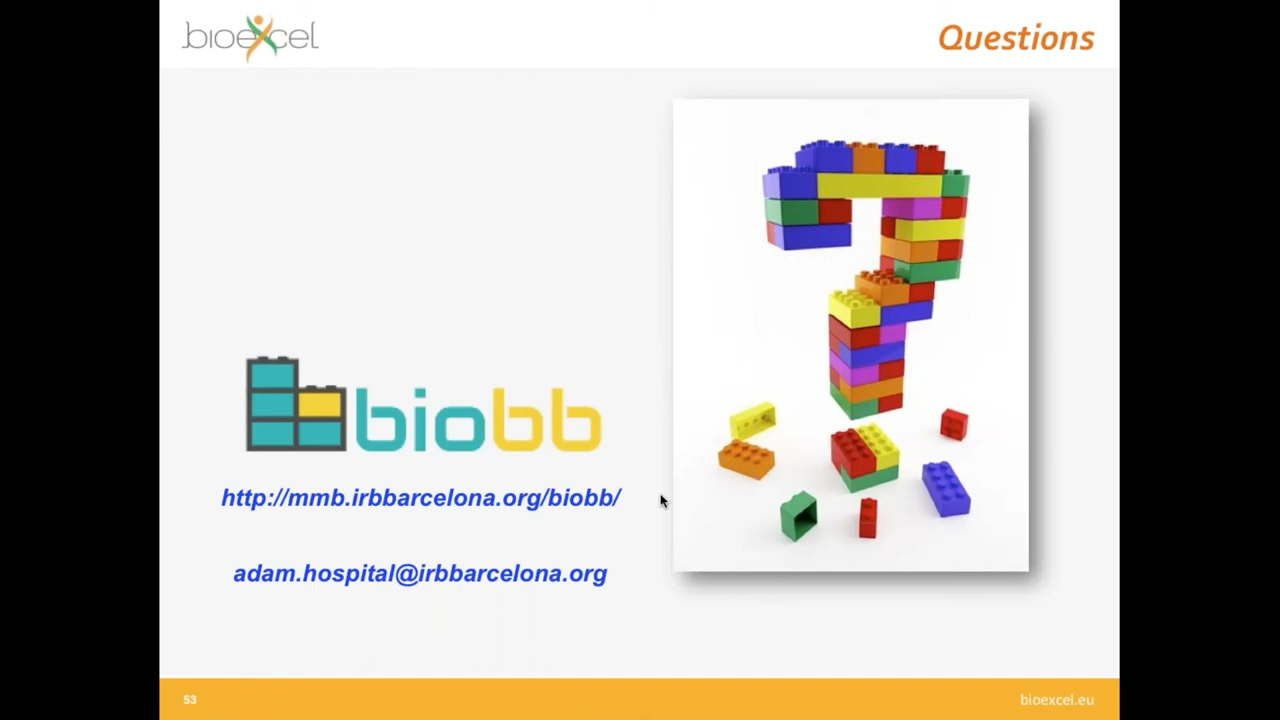 bioexcel
Questions
biobb
http://mmb.irbbarcelona.org/biobb/
adam.hospital@irbbarcelona.org
53
bioexcel.eu